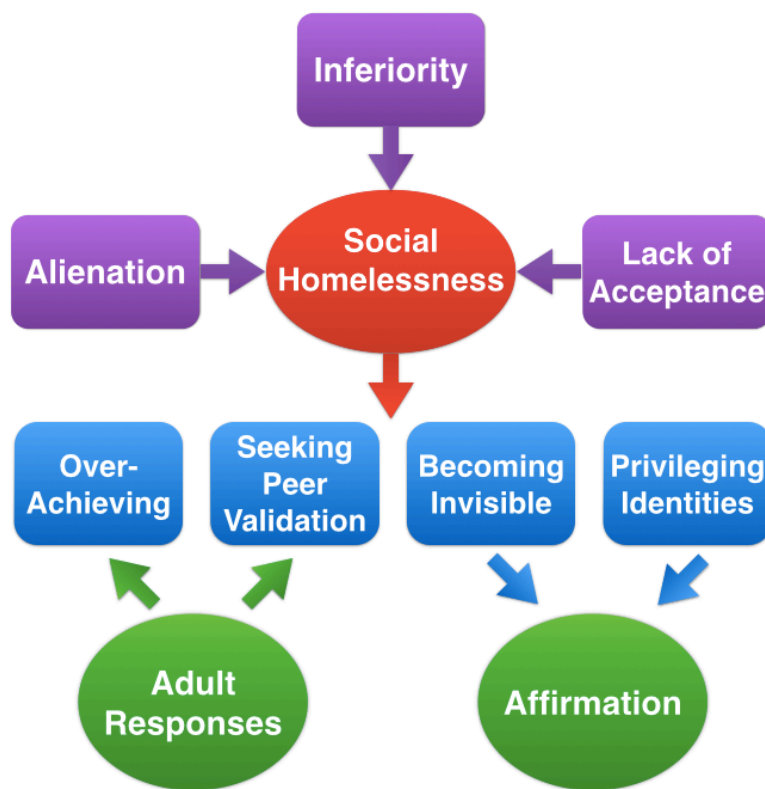 Inferiority
Alienation
Social
Homelessness
Lack of
Acceptance
Over-
Achieving
Seeking
Peer
Validation
Becoming
Invisible
Privileging
Identities
Adult
Responses
Affirmation